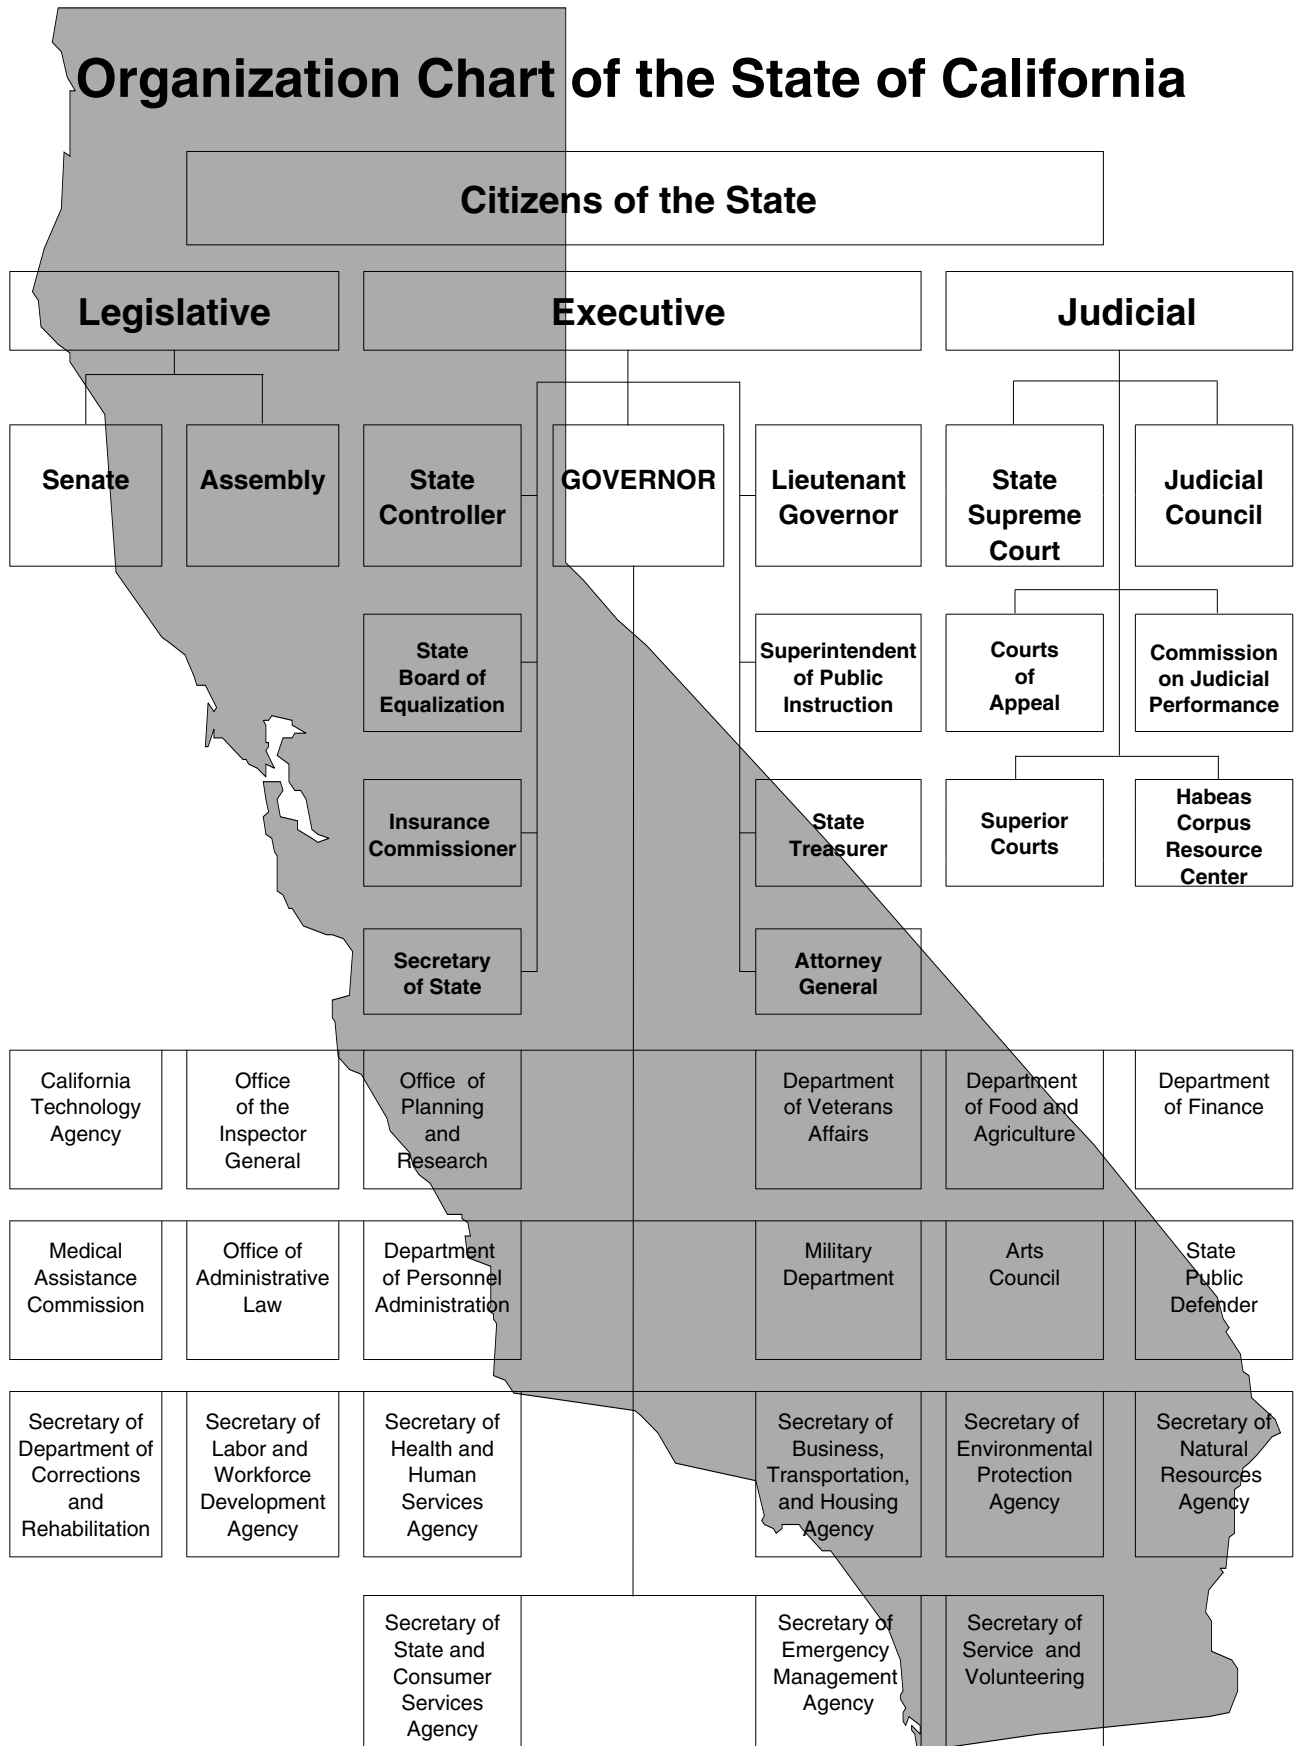 Organization Chart of the State of California
Citizens of the State
Legislative
Executive
Judicial
Senate
Assembly
State
Controller
GOVERNOR
Lieutenant
Governor
State
Supreme
Court
Judicial
Council
State
Board of
Equalization
Superintendent
of Public
Instruction
Courts
of
Appeal
Commission
on Judicial
Performance
Insurance
Commissioner
State
Treasurer
Superior
Courts
Habeas
Corpus
Resource
Center
Secretary
of State
Attorney
General
California
Technology
Agency
Office
of the
Inspector
General
Office of
Planning
and
Research
Department
of Veterans
Affairs
Department
of Food and
Agriculture
Department
of Finance
Medical
Assistance
Commission
Office of
Administrative
Law
Department
of Personnel
Administration
Military
Department
Arts
Council
State
Public
Defender
Secretary of
Department of
Corrections
and
Rehabilitation
Secretary of
Labor and
Workforce
Development
Agency
Secretary of
Health and
Human
Services
Agency
Secretary of
Business,
Transportation,
and Housing
Agency
Secretary of
Environmental
Protection
Agency
Secretary of
Natural
Resources
Agency
Secretary of
State and
Consumer
Services
Agency
Secretary of
Emergency
Management
Agency
Secretary of
Service and
Volunteering